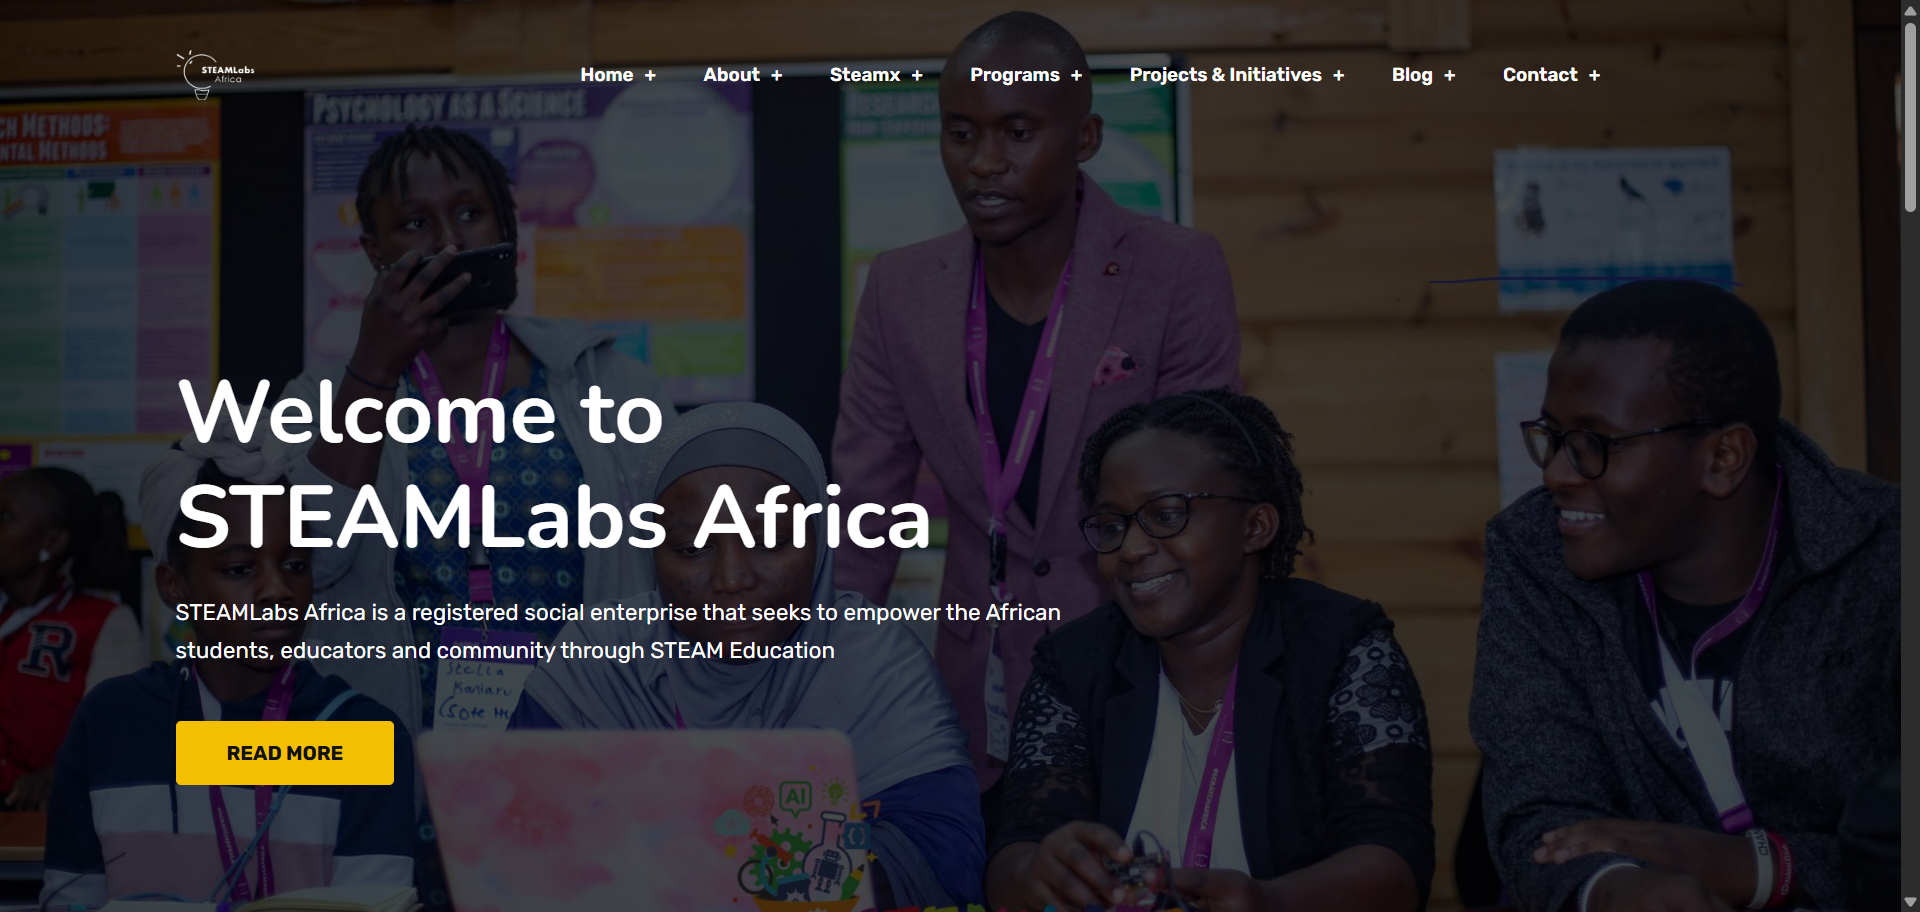 STEAMLabs
Africa
Home +
About +
Steamx +
Programs +
Projects & Initiatives +
Blog +
Contact +
CH METHODS:
NTAL METHODS
PSYCHOLOGY AS A SCIENCE
Welcome to
STEAMLabs Africa
STEAMLabs Africa is a registered social enterprise that seeks to empower the African
students, educators and community through STEAM Education
R
Stella
Kaniaru
(Sote
READ MORE
AI